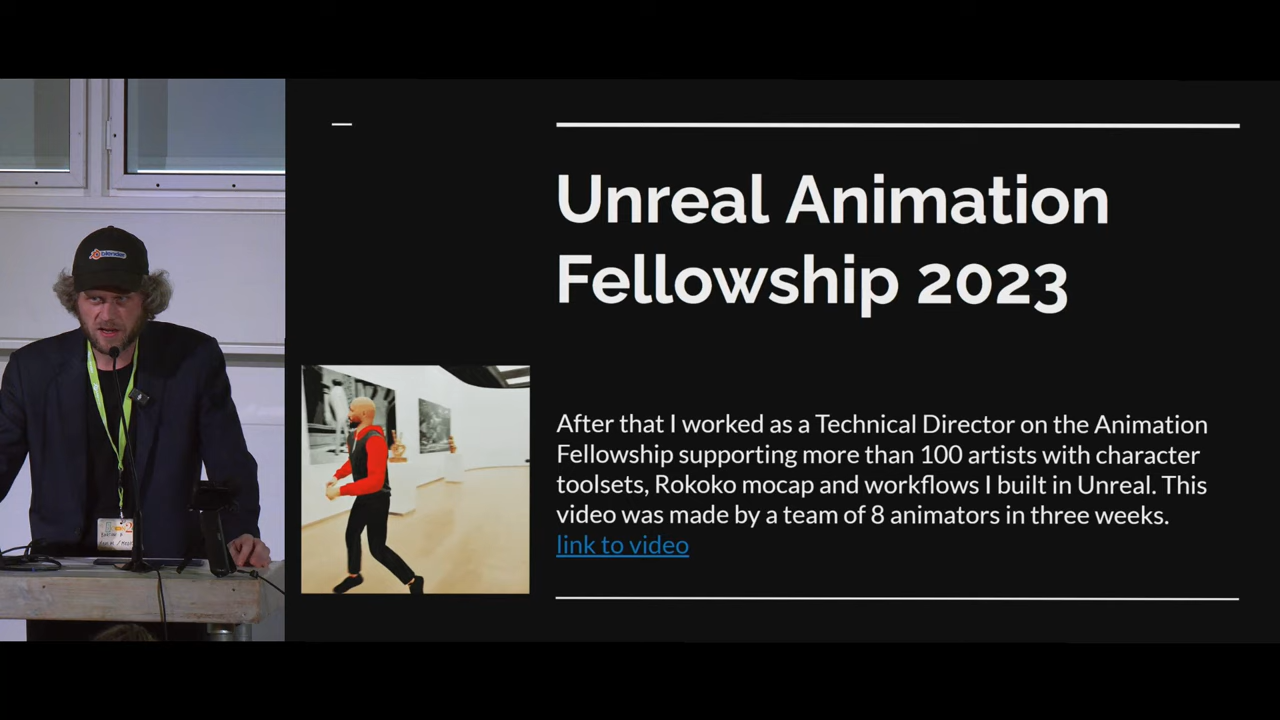 blender
Unreal Animation
Fellowship 2023
After that I worked as a Technical Director on the Animation
Fellowship supporting more than 100 artists with character
toolsets, Rokoko mocap and workflows I built in Unreal. This
video was made by a team of 8 animators in three weeks.
link to video